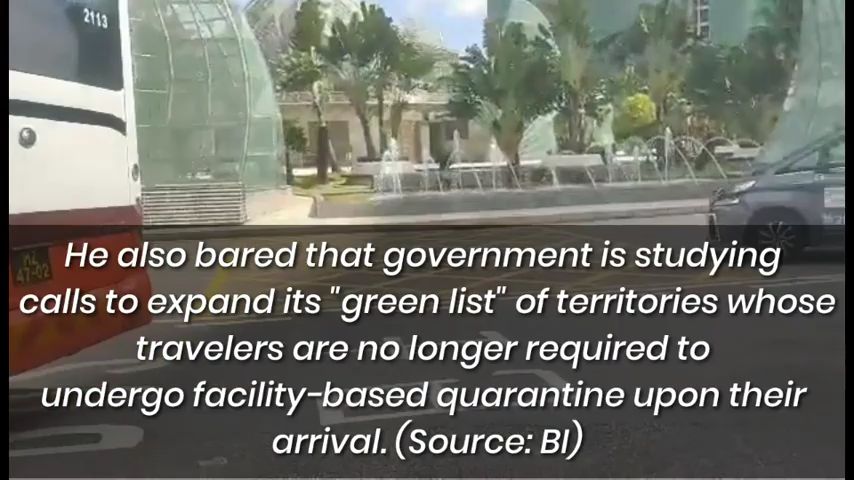 2113
He also bared that government is studying
calls to expand its "green list" of territories whose
travelers are no longer required to
undergo facility-based quarantine upon their
arrival. (Source: BI)